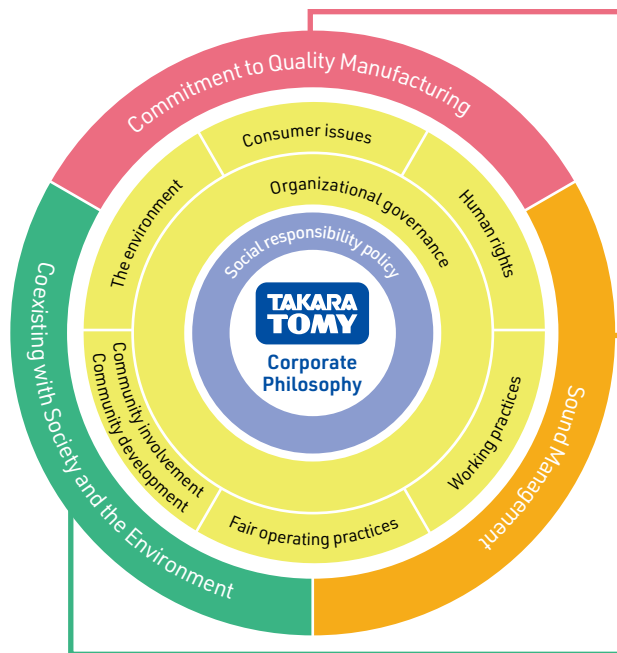 Commitment to Quality Manufacturing
Consumer issues
The environment
Human rights
Organizational governance
Social responsibility policy
TAKARA
TOMY
Corporate
Philosophy
Coexisting with Society and the Environment
Community involvement
Community development
Fair operating practices
Working practices
Sound Management